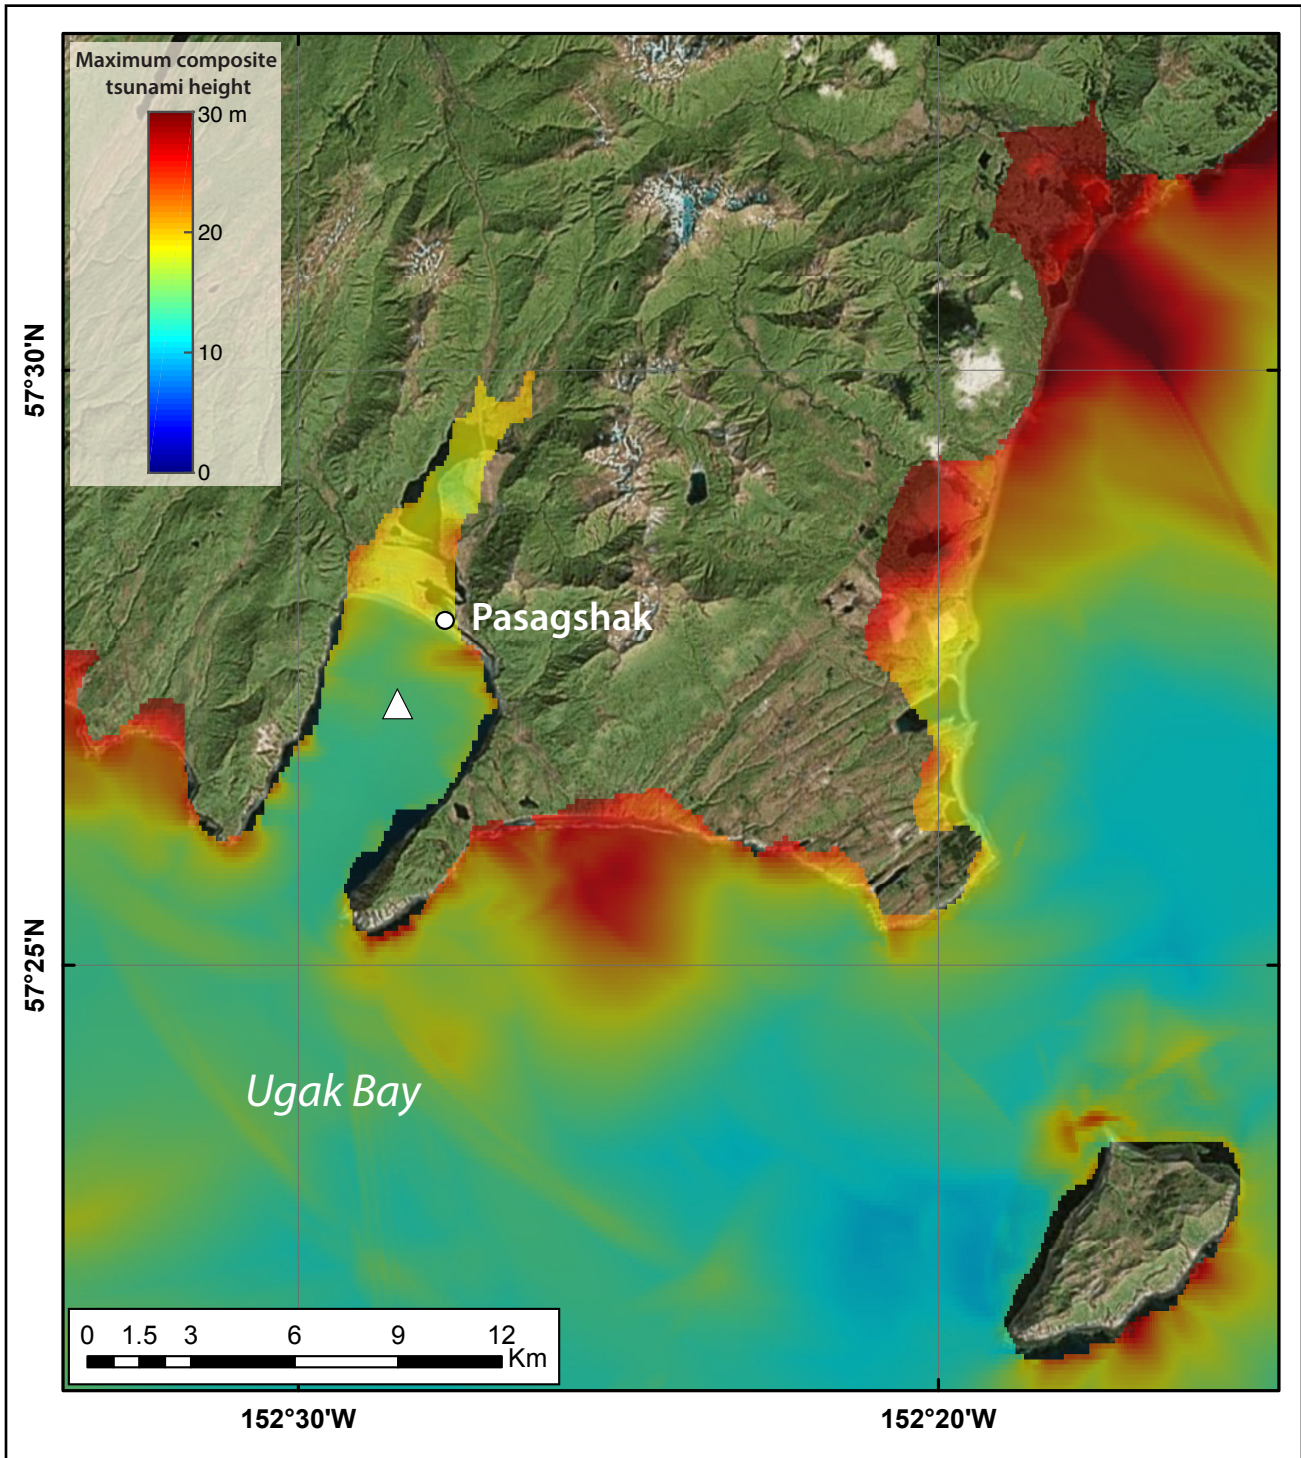 Maximum composite
tsunami height
30 m
20
10
0
57°30'N
Pasagshak
57°25'N
Ugak Bay
0 1.5 3 6 9 12
Km
152°30'W 152°20'W